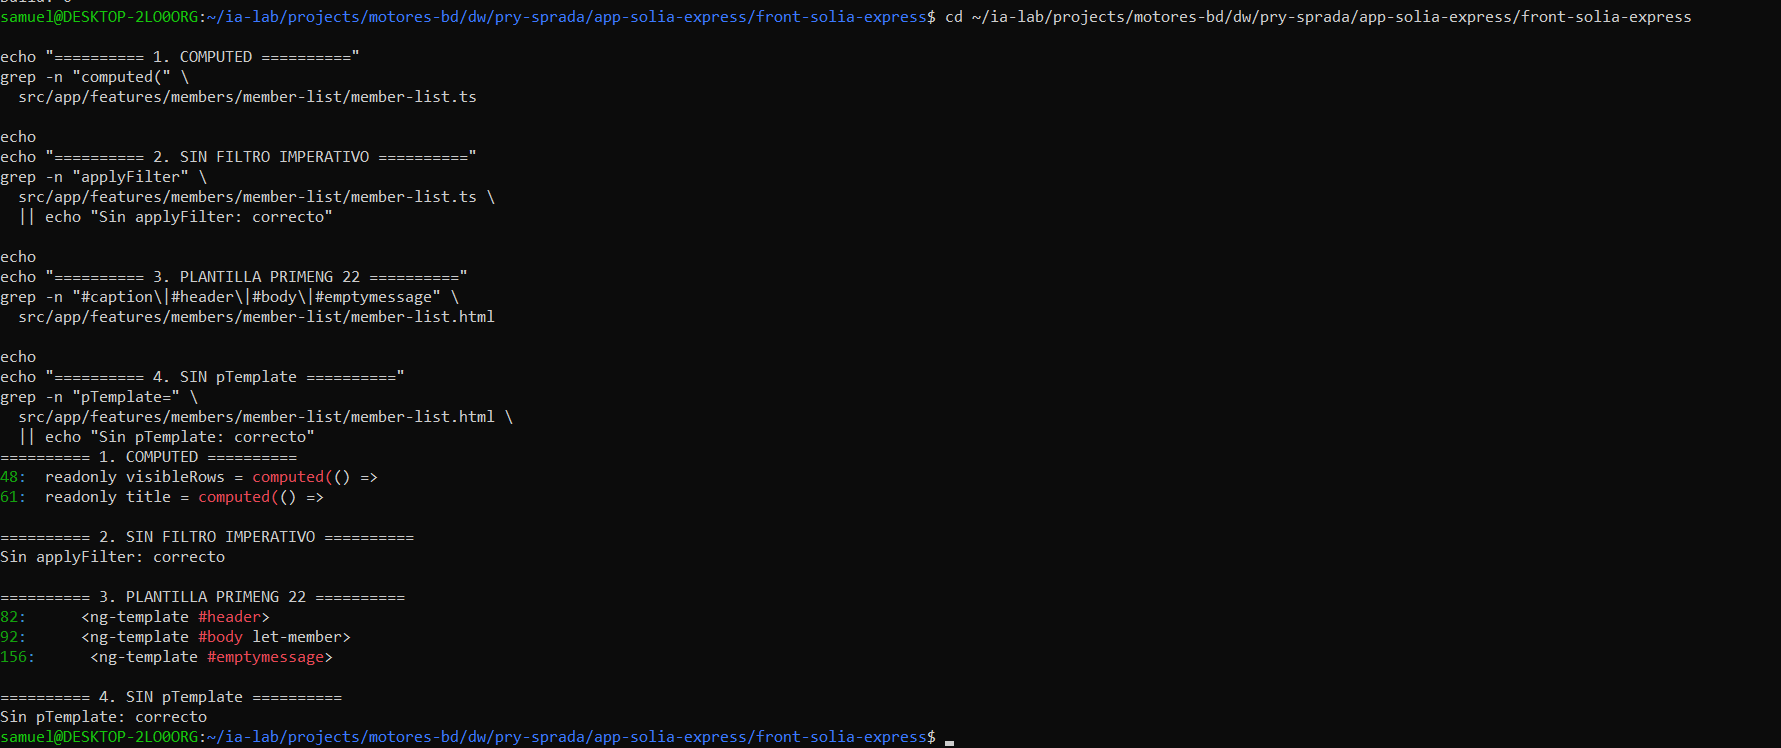 samuel@DESKTOP-2LO0ORG:~/ia-lab/projects/motores-bd/dw/pry-sprada/app-solia-express/front-solia-express$ cd ~/ia-lab/projects/motores-bd/dw/pry-sprada/app-solia-express/front-solia-express
echo "========== 1. COMPUTED =========="
grep -n "computed(" \
  src/app/features/members/member-list/member-list.ts
echo
echo "========== 2. SIN FILTRO IMPERATIVO =========="
grep -n "applyFilter" \
  src/app/features/members/member-list/member-list.ts \
  || echo "Sin applyFilter: correcto"
echo
echo "========== 3. PLANTILLA PRIMENG 22 =========="
grep -n "#caption\|#header\|#body\|#emptymessage" \
  src/app/features/members/member-list/member-list.html
echo
echo "========== 4. SIN pTemplate =========="
grep -n "pTemplate=" \
  src/app/features/members/member-list/member-list.html \
  || echo "Sin pTemplate: correcto"
========== 1. COMPUTED ==========
48:  readonly visibleRows = computed(() =>
61:  readonly title = computed(() =>
========== 2. SIN FILTRO IMPERATIVO ==========
Sin applyFilter: correcto
========== 3. PLANTILLA PRIMENG 22 ==========
82:      <ng-template #header>
92:      <ng-template #body let-member>
156:      <ng-template #emptymessage>
========== 4. SIN pTemplate ==========
Sin pTemplate: correcto
samuel@DESKTOP-2LO0ORG:~/ia-lab/projects/motores-bd/dw/pry-sprada/app-solia-express/front-solia-express$